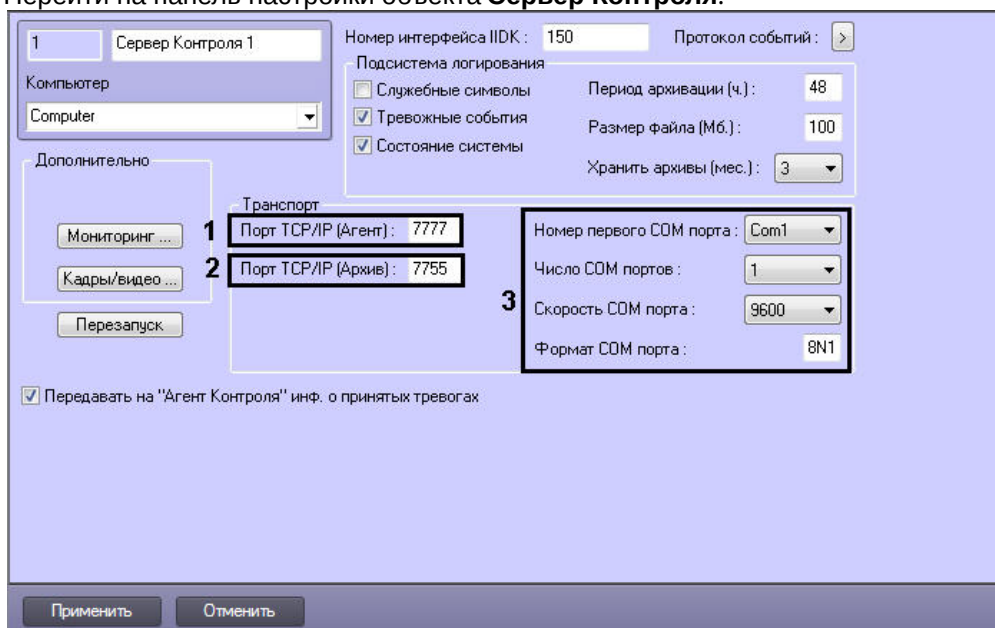 Перейти на панель настройки объекта Сервер Контроля.
1
Сервер Контроля 1
Компьютер
Computer
Номер интерфейса IIDK : 150
Протокол событий : >
Подсистема логирования
Служебные символы
Тревожные события
Состояние системы
Период архивации (ч.) : 48
Размер файла (Мб.) : 100
Хранить архивы (мес.) : 3
Дополнительно
Мониторинг ...
Кадры/видео ...
Перезапуск
Транспорт
1 Порт TCP/IP (Агент) : 7777
2 Порт TCP/IP (Архив) : 7755
3
Номер первого COM порта : Com1
Число COM портов : 1
Скорость COM порта : 9600
Формат COM порта : 8N1
Передавать на "Агент Контроля" инф. о принятых тревогах
Применить
Отменить